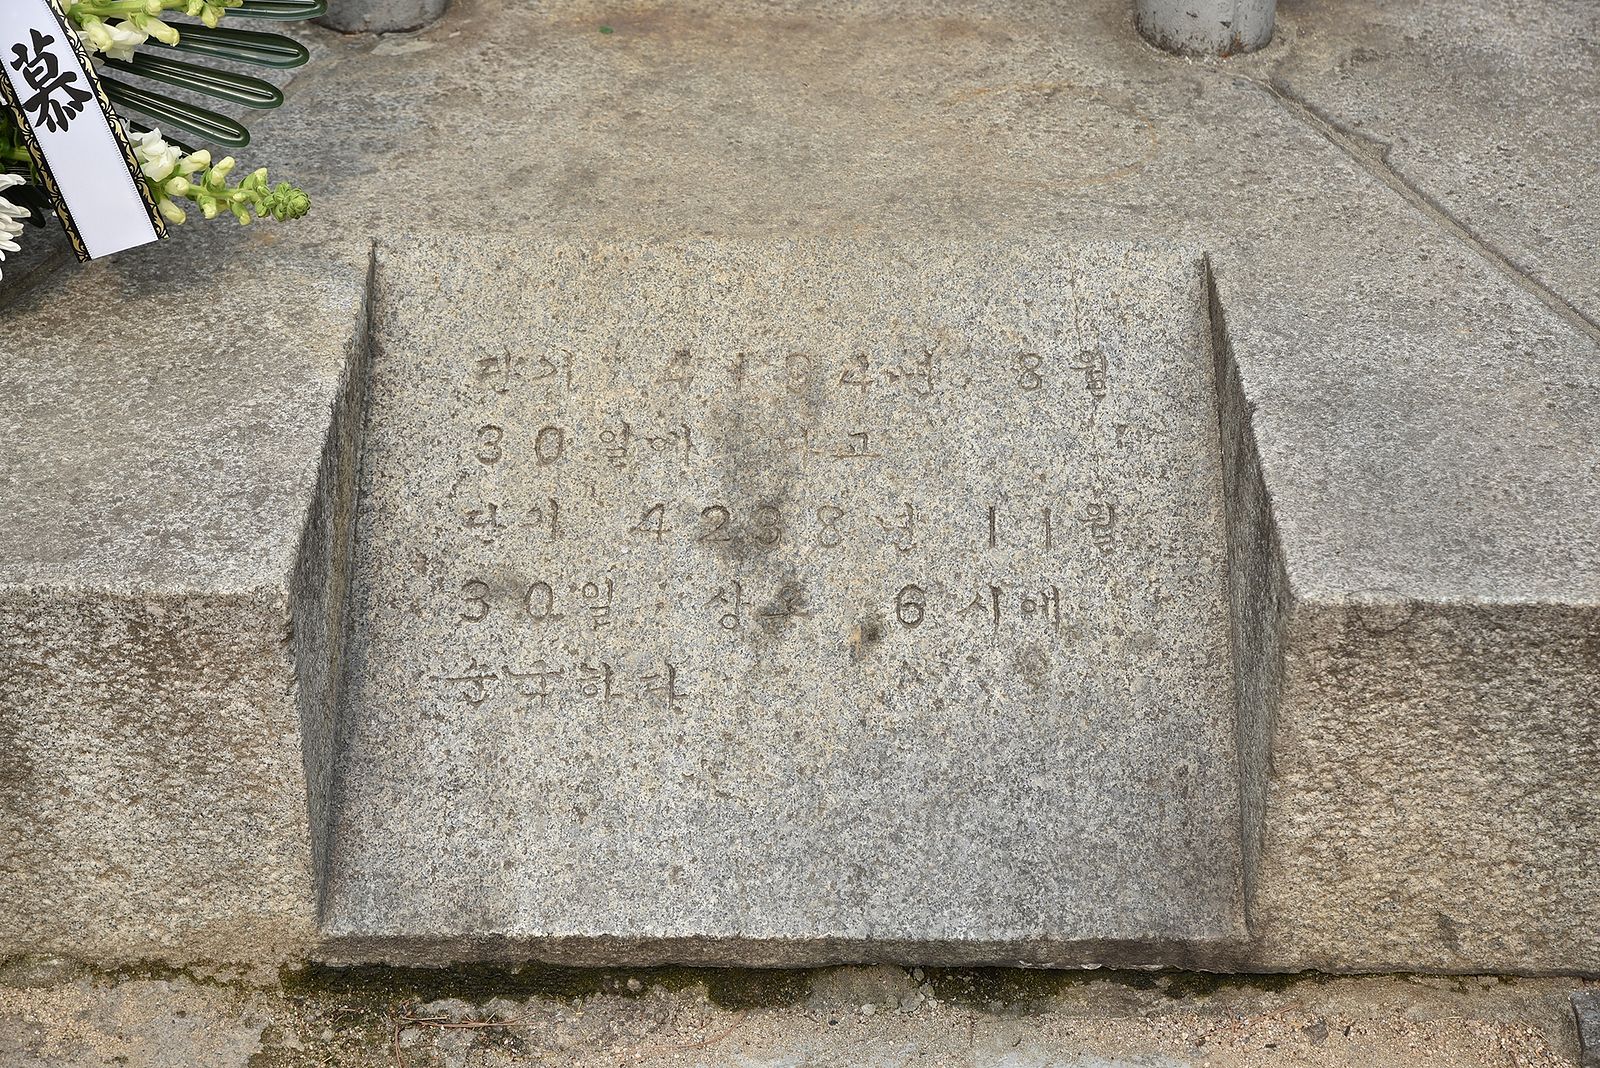 慕
단기 4194년 8월
30일에 나고
단기 4238년 11월
30일 상오 6시에
순국하다